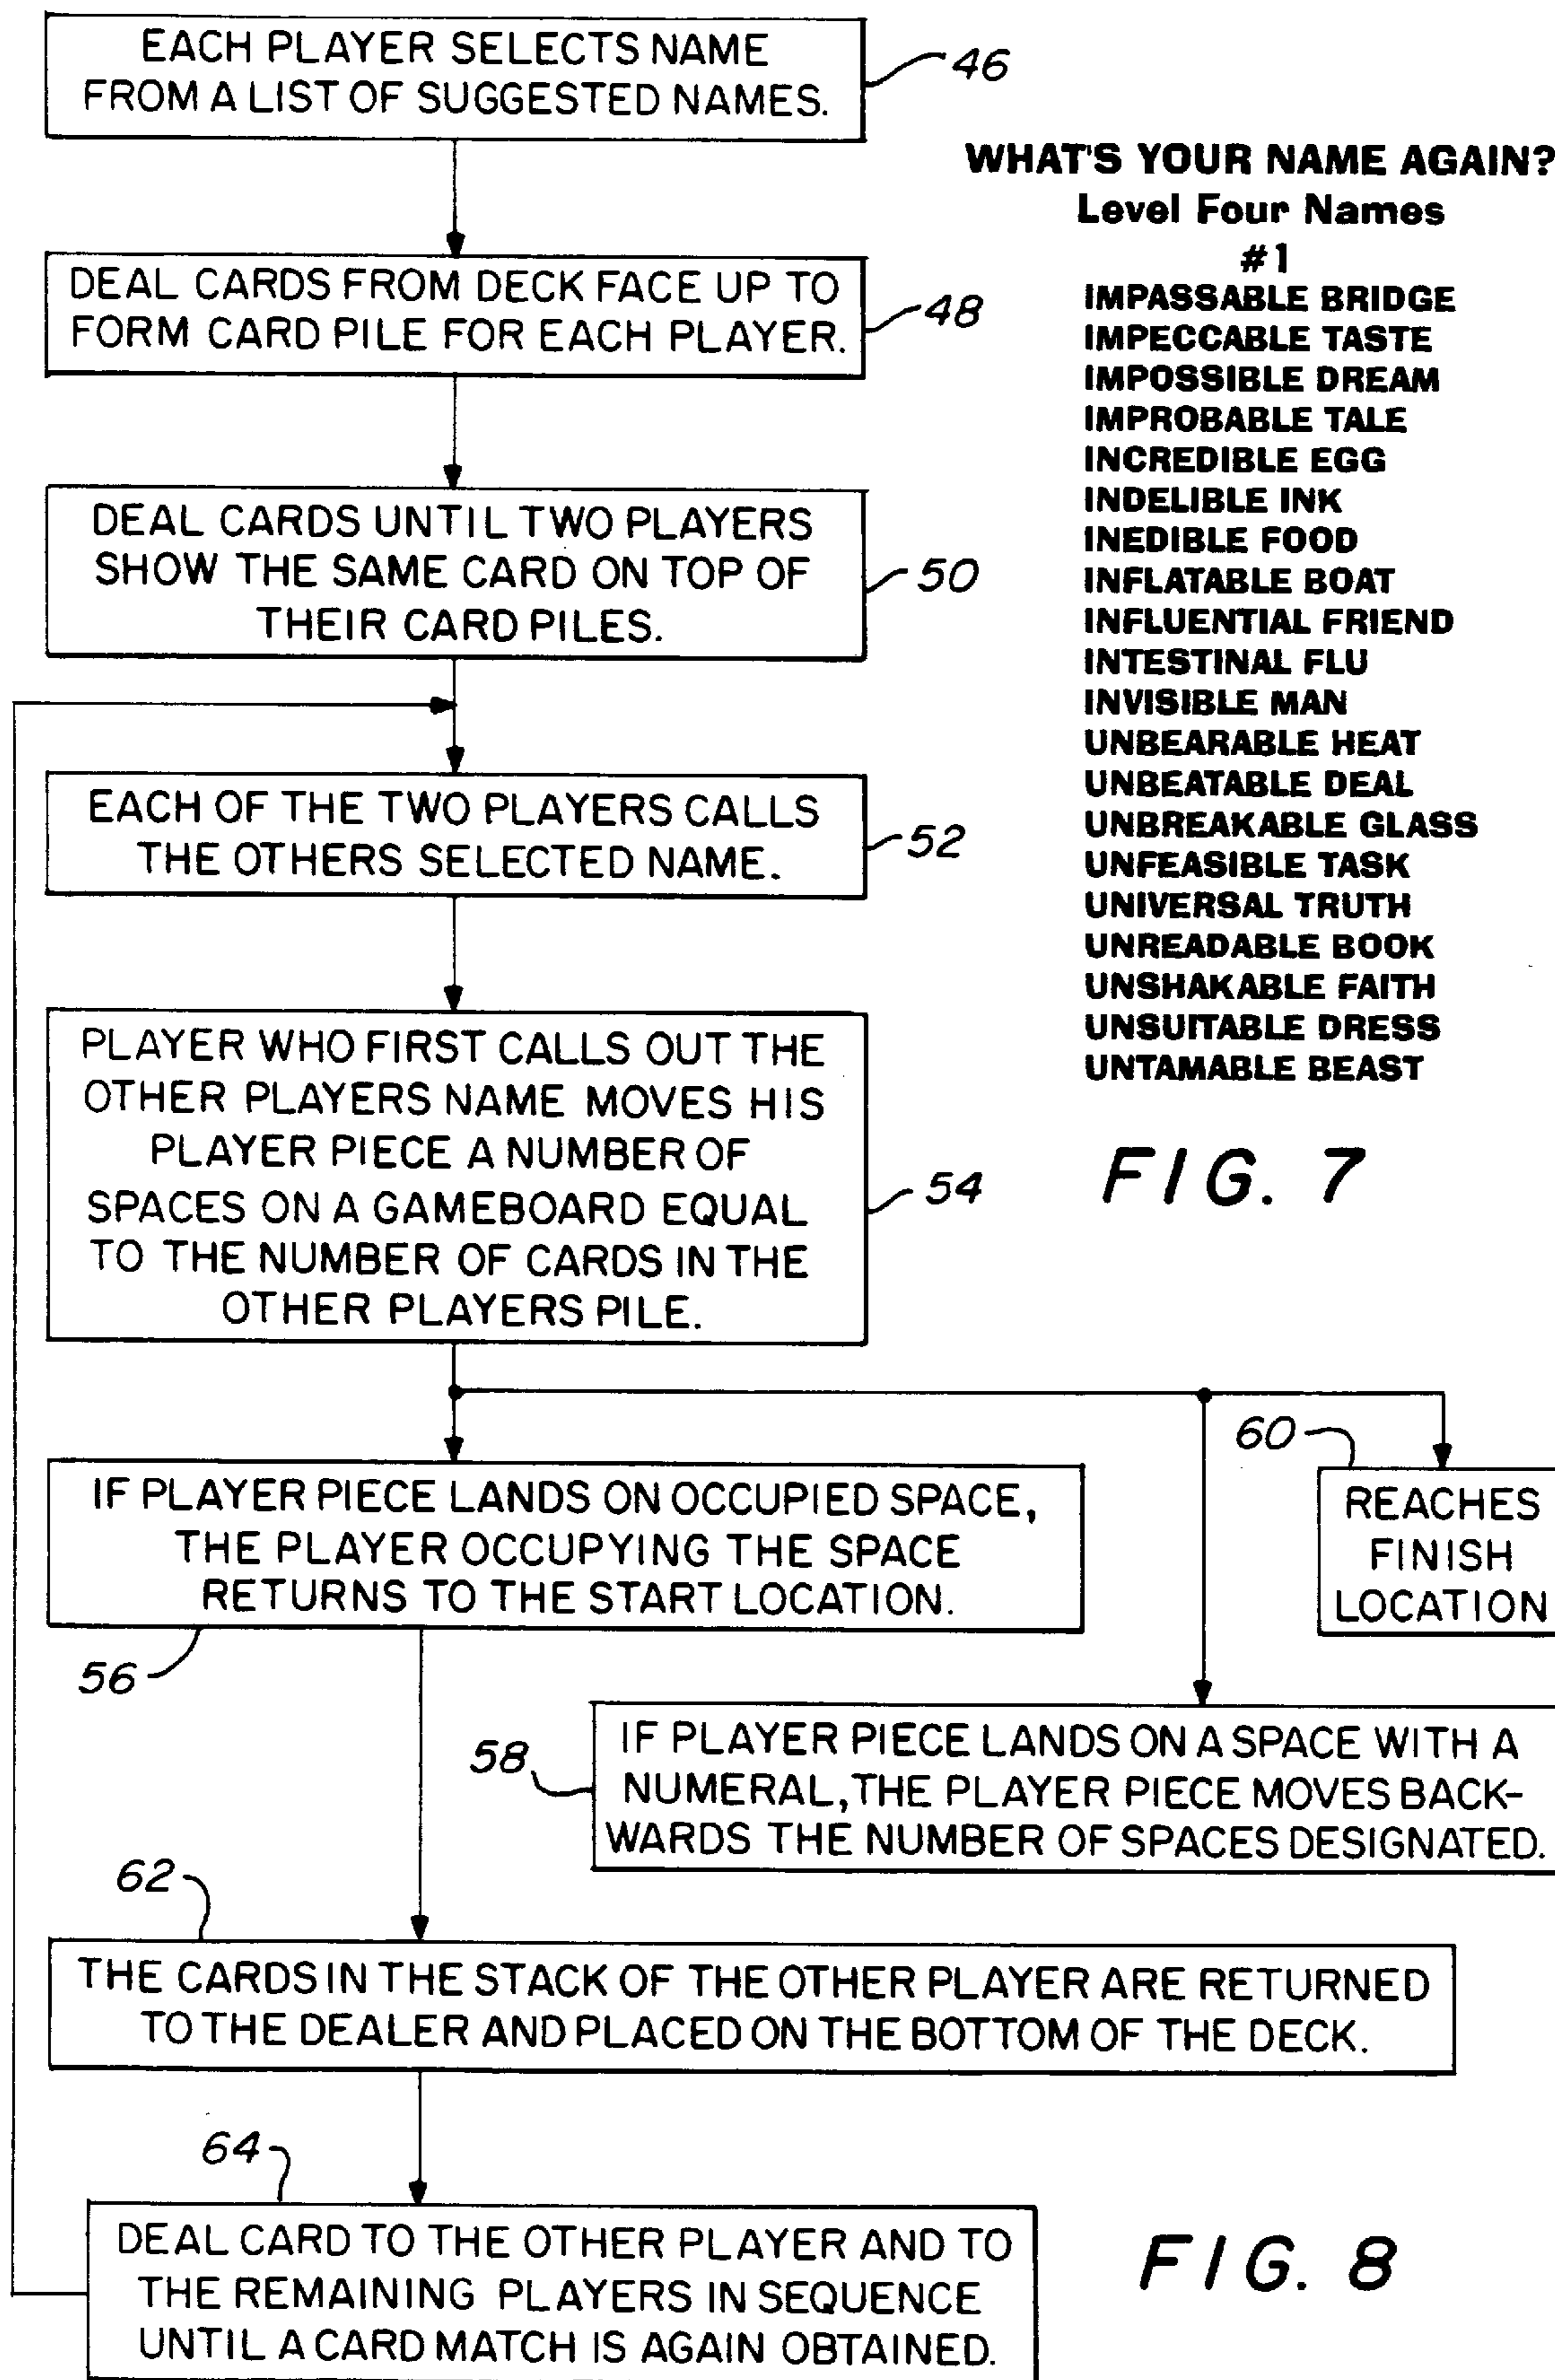 EACH PLAYER SELECTS NAME
FROM A LIST OF SUGGESTED NAMES.
46
DEAL CARDS FROM DECK FACE UP TO
FORM CARD PILE FOR EACH PLAYER.
48
DEAL CARDS UNTIL TWO PLAYERS
SHOW THE SAME CARD ON TOP OF
THEIR CARD PILES.
50
EACH OF THE TWO PLAYERS CALLS
THE OTHERS SELECTED NAME.
52
PLAYER WHO FIRST CALLS OUT THE
OTHER PLAYERS NAME MOVES HIS
PLAYER PIECE A NUMBER OF
SPACES ON A GAMEBOARD EQUAL
TO THE NUMBER OF CARDS IN THE
OTHER PLAYERS PILE.
54
WHAT'S YOUR NAME AGAIN?
Level Four Names
#1
IMPASSABLE BRIDGE
IMPECCABLE TASTE
IMPOSSIBLE DREAM
IMPROBABLE TALE
INCREDIBLE EGG
INDELIBLE INK
INEDIBLE FOOD
INFLATABLE BOAT
INFLUENTIAL FRIEND
INTESTINAL FLU
INVISIBLE MAN
UNBEARABLE HEAT
UNBEATABLE DEAL
UNBREAKABLE GLASS
UNFEASIBLE TASK
UNIVERSAL TRUTH
UNREADABLE BOOK
UNSHAKABLE FAITH
UNSUITABLE DRESS
UNTAMABLE BEAST
FIG. 7
IF PLAYER PIECE LANDS ON OCCUPIED SPACE,
THE PLAYER OCCUPYING THE SPACE
RETURNS TO THE START LOCATION.
56
60
REACHES
FINISH
LOCATION
58
IF PLAYER PIECE LANDS ON A SPACE WITH A
NUMERAL, THE PLAYER PIECE MOVES BACK-
WARDS THE NUMBER OF SPACES DESIGNATED.
62
THE CARDS IN THE STACK OF THE OTHER PLAYER ARE RETURNED
TO THE DEALER AND PLACED ON THE BOTTOM OF THE DECK.
64
DEAL CARD TO THE OTHER PLAYER AND TO
THE REMAINING PLAYERS IN SEQUENCE
UNTIL A CARD MATCH IS AGAIN OBTAINED.
FIG. 8